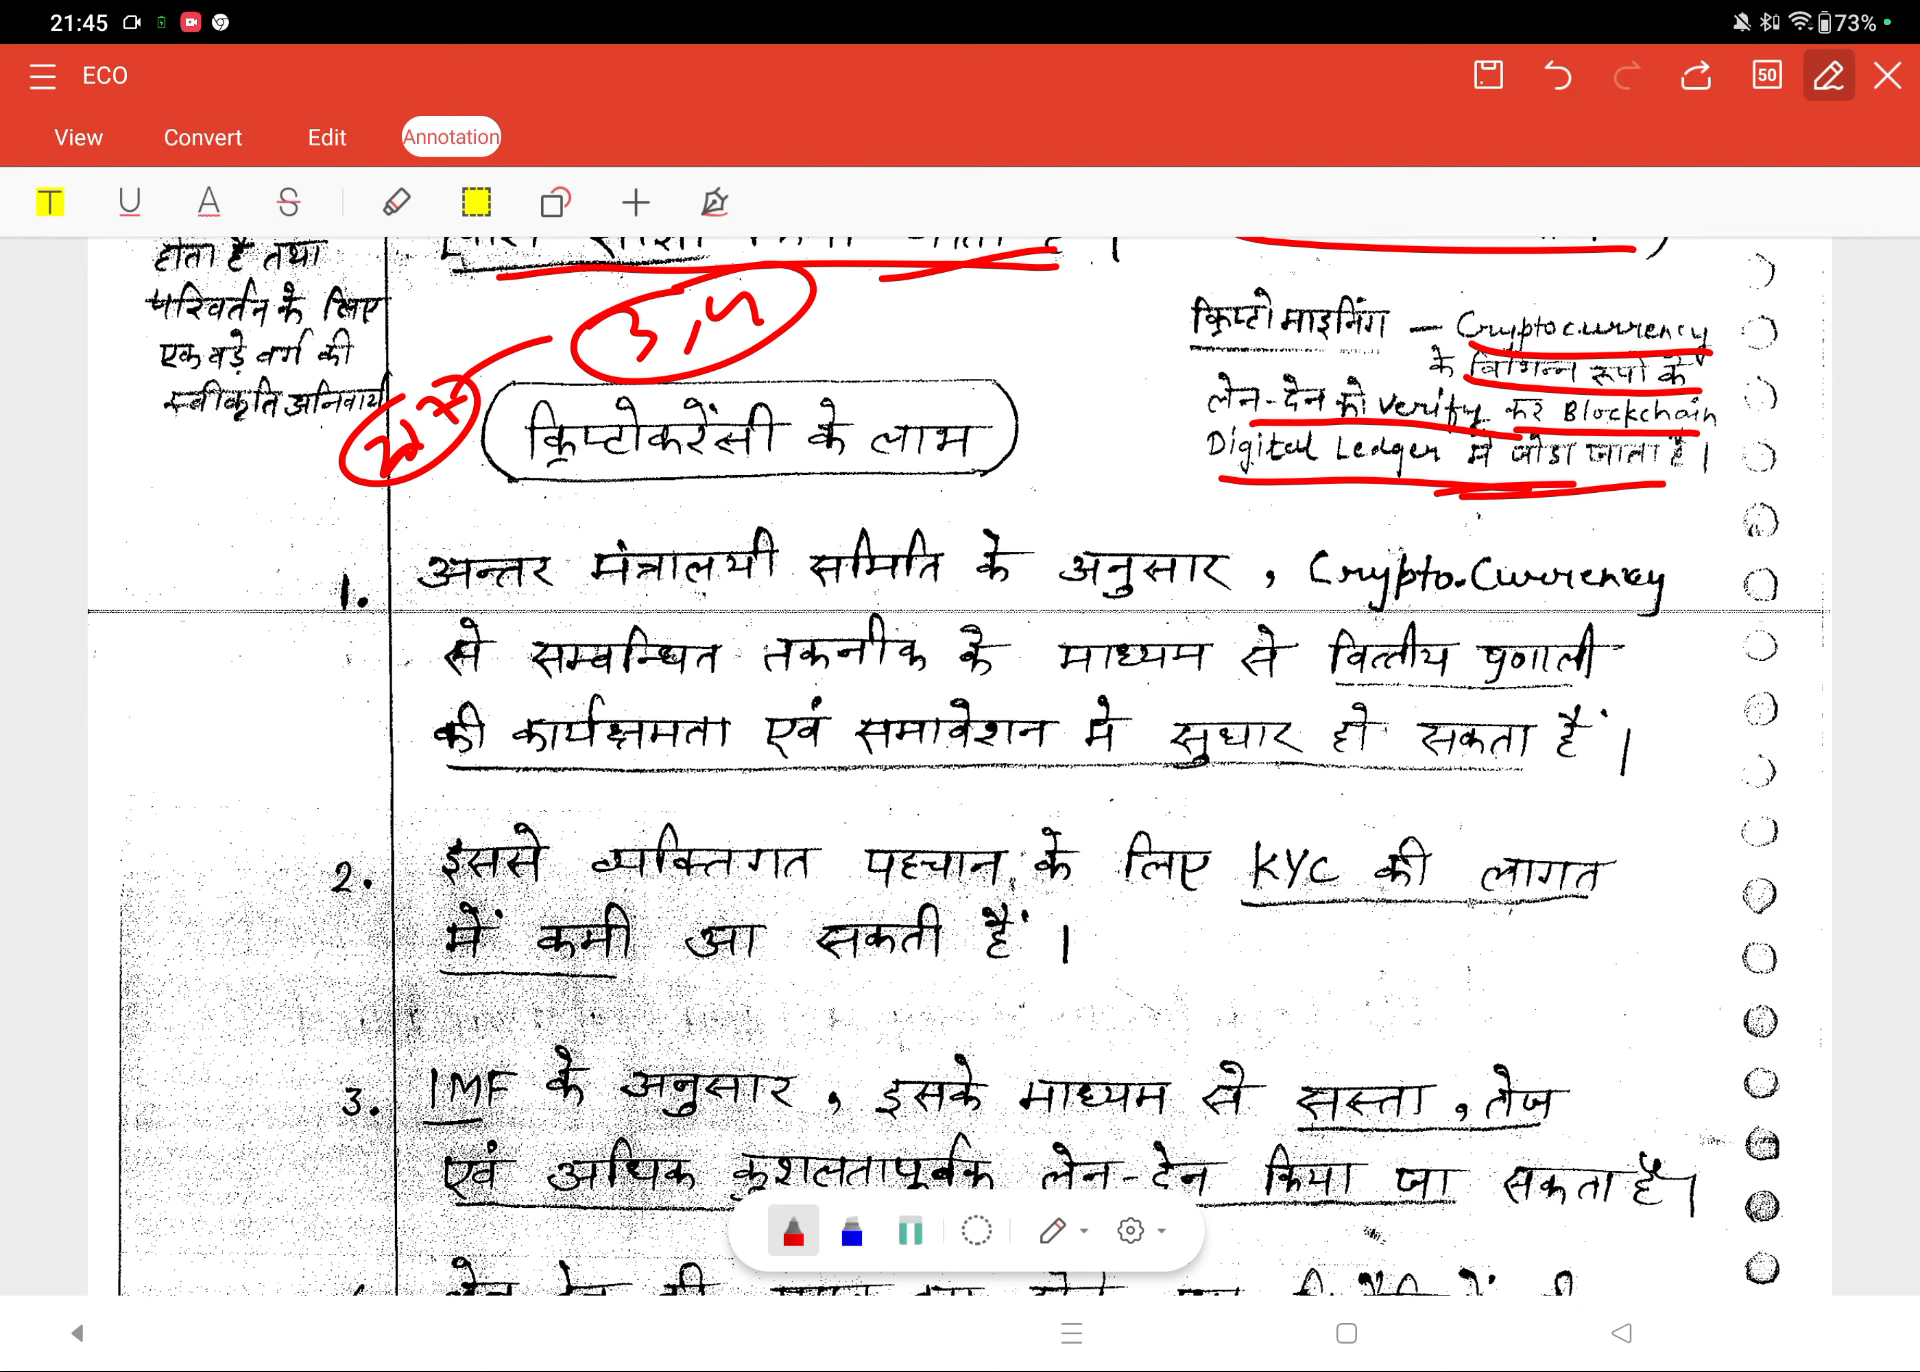 21:45
73%
ECO
50
View Convert Edit Annotation
होता है तथा
परिवर्तन के लिए
एक बड़े वर्ग की
स्वीकृति अनिवार्य
3,4
क्रिप्टो माइनिंग — Cryptocurrency
के विभिन्न रूपों के
लेन-देन को verify कर Blockchain
Digital Ledger में जोडा जाता है।
क्रिप्टोकरेंसी के लाभ
1. अन्तर मंत्रालयी समिति के अनुसार, Crypto.Currency
से सम्बन्धित तकनीक के माध्यम से वित्तीय प्रणाली
की कार्यक्षमता एवं समावेशन मे सुधार हो सकता हैं।
2. इससे व्यक्तिगत पहचान के लिए KYC की लागत
में कमी आ सकती हैं।
3. IMF के अनुसार, इसके माध्यम से सस्ता, तेज
एवं अधिक कुशलतापूर्वक लेन-देन किया जा सकता है।